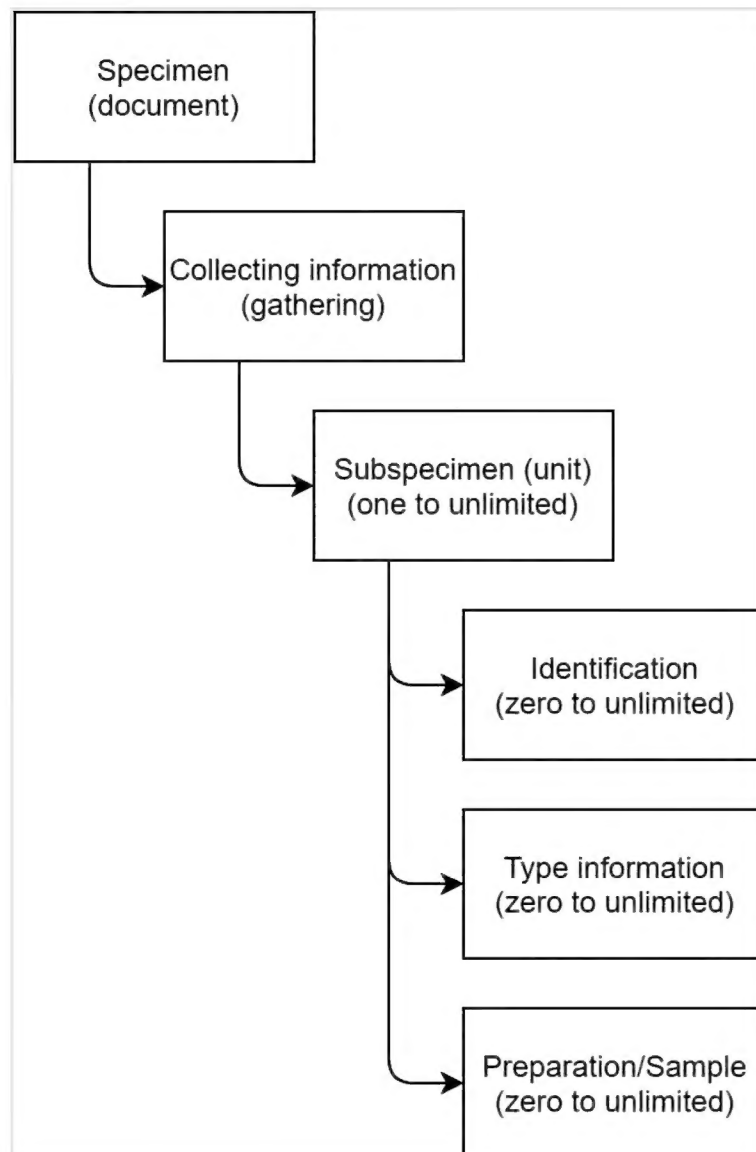 Specimen
(document)
Collecting information
(gathering)
Subspecimen (unit)
(one to unlimited)
Identification
(zero to unlimited)
Type information
(zero to unlimited)
Preparation/Sample
(zero to unlimited)